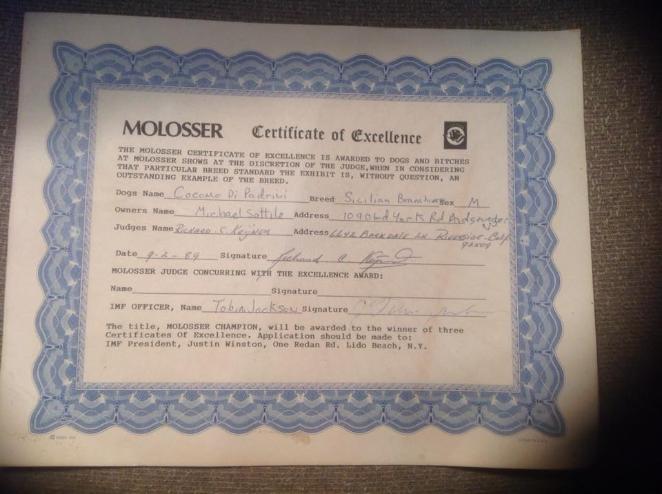 MOLOSSER Certificate of Excellence
THE MOLOSSER CERTIFICATE OF EXCELLENCE IS AWARDED TO DOGS AND BITCHES
AT MOLOSSER SHOWS AT THE DISCRETION OF THE JUDGE,WHEN IN CONSIDERING
THAT PARTICULAR BREED STANDARD THE EXHIBIT IS, WITHOUT QUESTION, AN
OUTSTANDING EXAMPLE OF THE BREED.
Dogs Name Cocomo Di Padrini Breed Sicilian Sex M
Owners Name Michael Sottile Address Rd
Judges Name Richard C. Address Ln Riverside
Date 9-2-89 Signature
MOLOSSER JUDGE CONCURRING WITH THE EXCELLENCE AWARD:
Name Signature
IMF OFFICER, Name Tobin Jackson Signature
The title, MOLOSSER CHAMPION, will be awarded to the winner of three
Certificates Of Excellence. Application should be made to:
IMF President, Justin Winston, One Redan Rd. Lido Beach, N.Y.